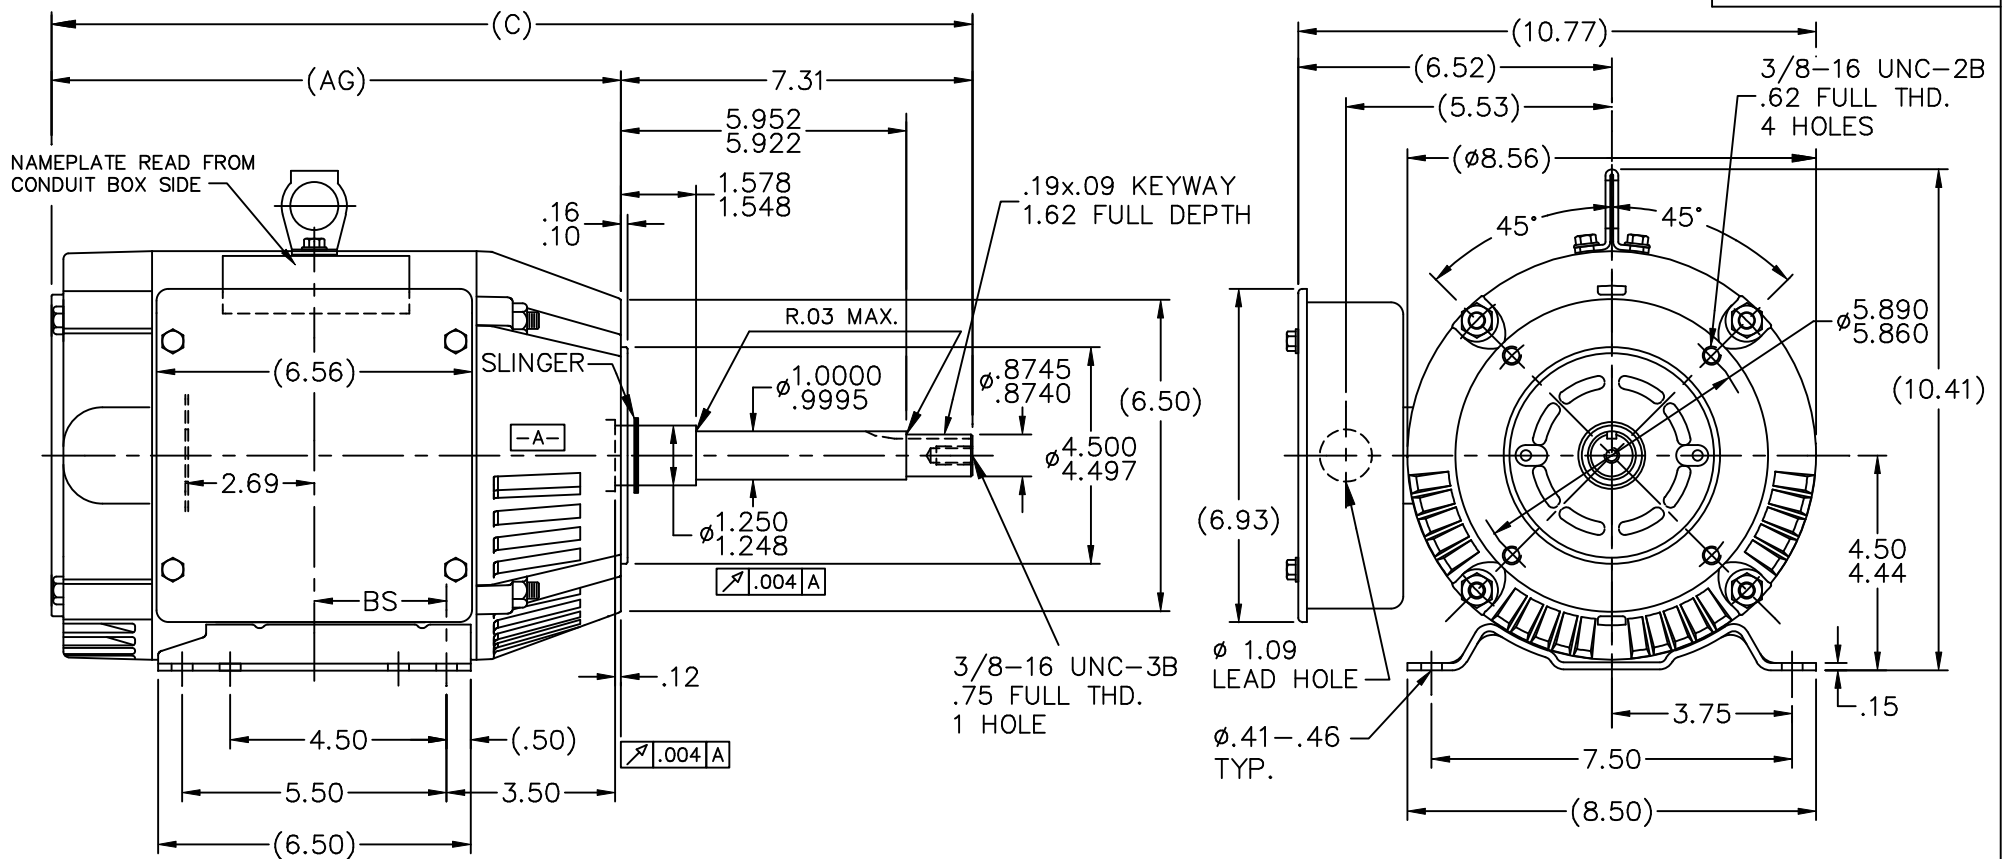 (C)
(AG)
7.31
5.952
5.922
1.578
1.548
.16
.10
NAMEPLATE READ FROM
CONDUIT BOX SIDE
.19x.09 KEYWAY
1.62 FULL DEPTH
R.03 MAX.
SLINGER
(6.56)
ø1.0000
.9995
ø.8745
.8740
(6.50)
-A-
ø4.500
4.497
2.69
ø1.250
1.248
.004 A
BS
.12
3/8-16 UNC-3B
.75 FULL THD.
1 HOLE
4.50
(.50)
.004 A
5.50
3.50
(6.50)
(10.77)
(6.52)
3/8-16 UNC-2B
.62 FULL THD.
4 HOLES
(5.53)
(ø8.56)
45°
45°
ø5.890
5.860
(10.41)
(6.93)
4.50
4.44
ø 1.09
LEAD HOLE
.15
3.75
ø.41-.46
TYP.
7.50
(8.50)